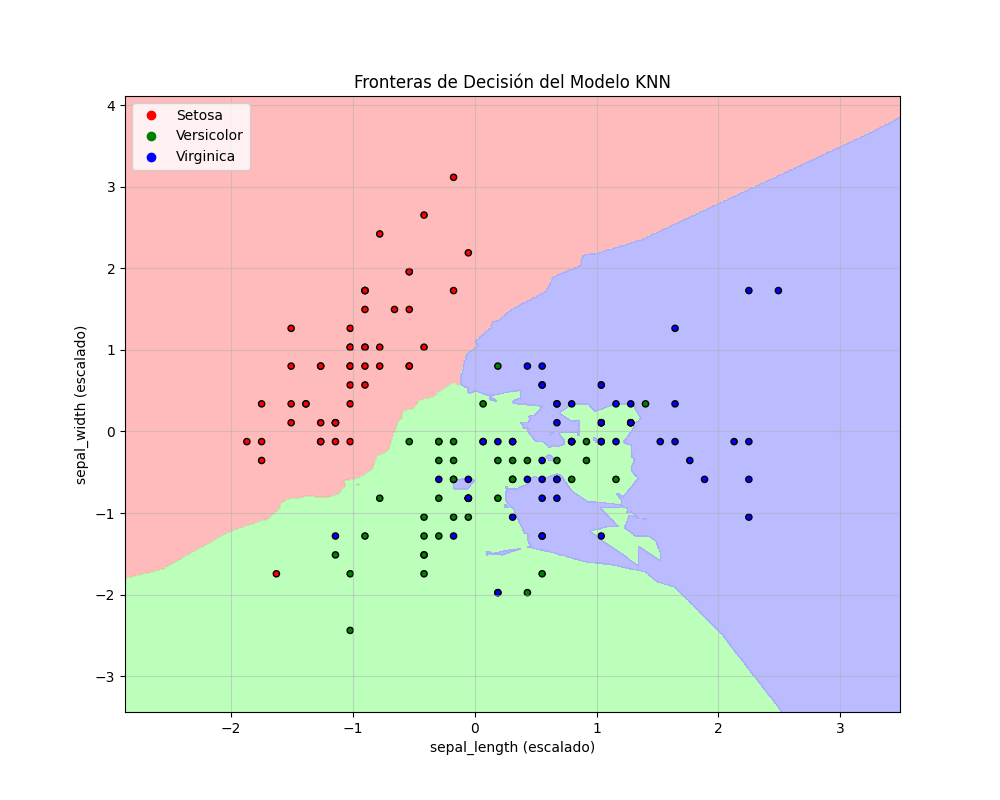 Fronteras de Decisión del Modelo KNN
Setosa
Versicolor
Virginica
4
3
2
1
0
−1
−2
−3
sepal_width (escalado)
−2
−1
0
1
2
3
sepal_length (escalado)